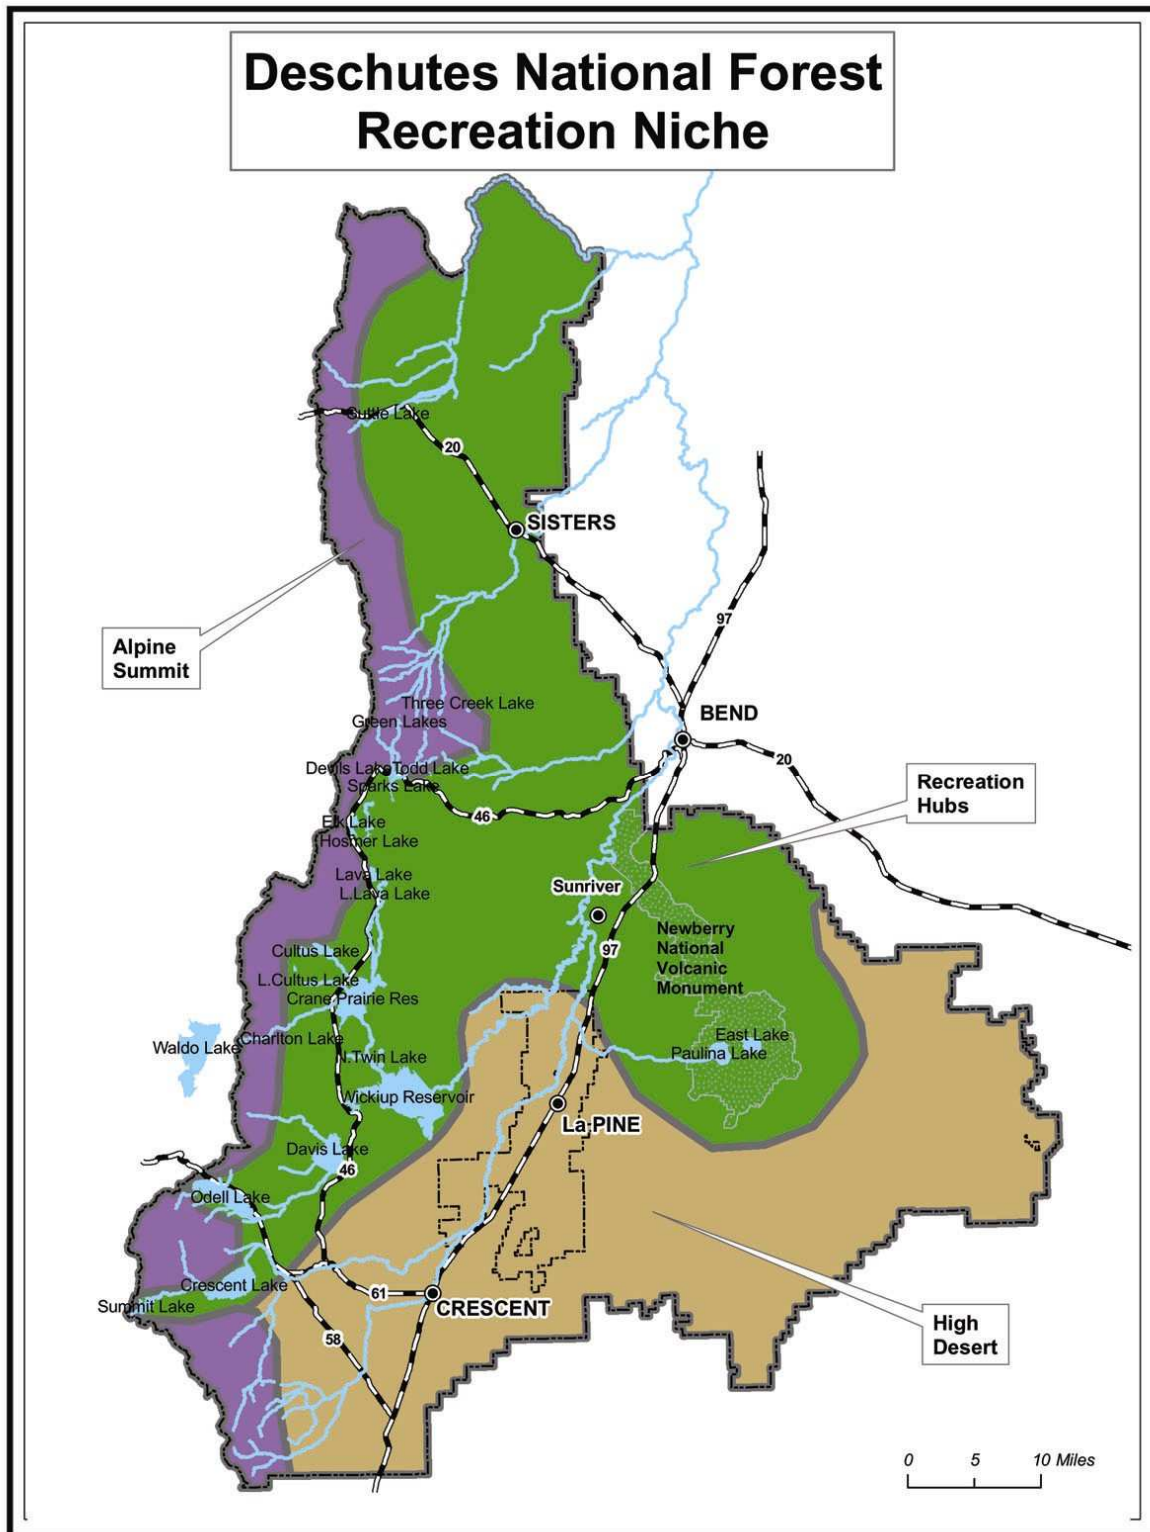 Deschutes National Forest
Recreation Niche
Suttle Lake
20
SISTERS
97
Alpine
Summit
Three Creek Lake
Green Lakes
BEND
20
Devils Lake
Todd Lake
Sparks Lake
Recreation
Hubs
46
Elk Lake
Hosmer Lake
Lava Lake
L.Lava Lake
Sunriver
Newberry
National
Volcanic
Monument
97
Cultus Lake
L.Cultus Lake
Crane Prairie Res
Waldo Lake
Charlton Lake
East Lake
Paulina Lake
N.Twin Lake
Wickiup Reservoir
La PINE
Davis Lake
46
Odell Lake
Crescent Lake
61
Summit Lake
CRESCENT
58
High
Desert
0 5 10 Miles